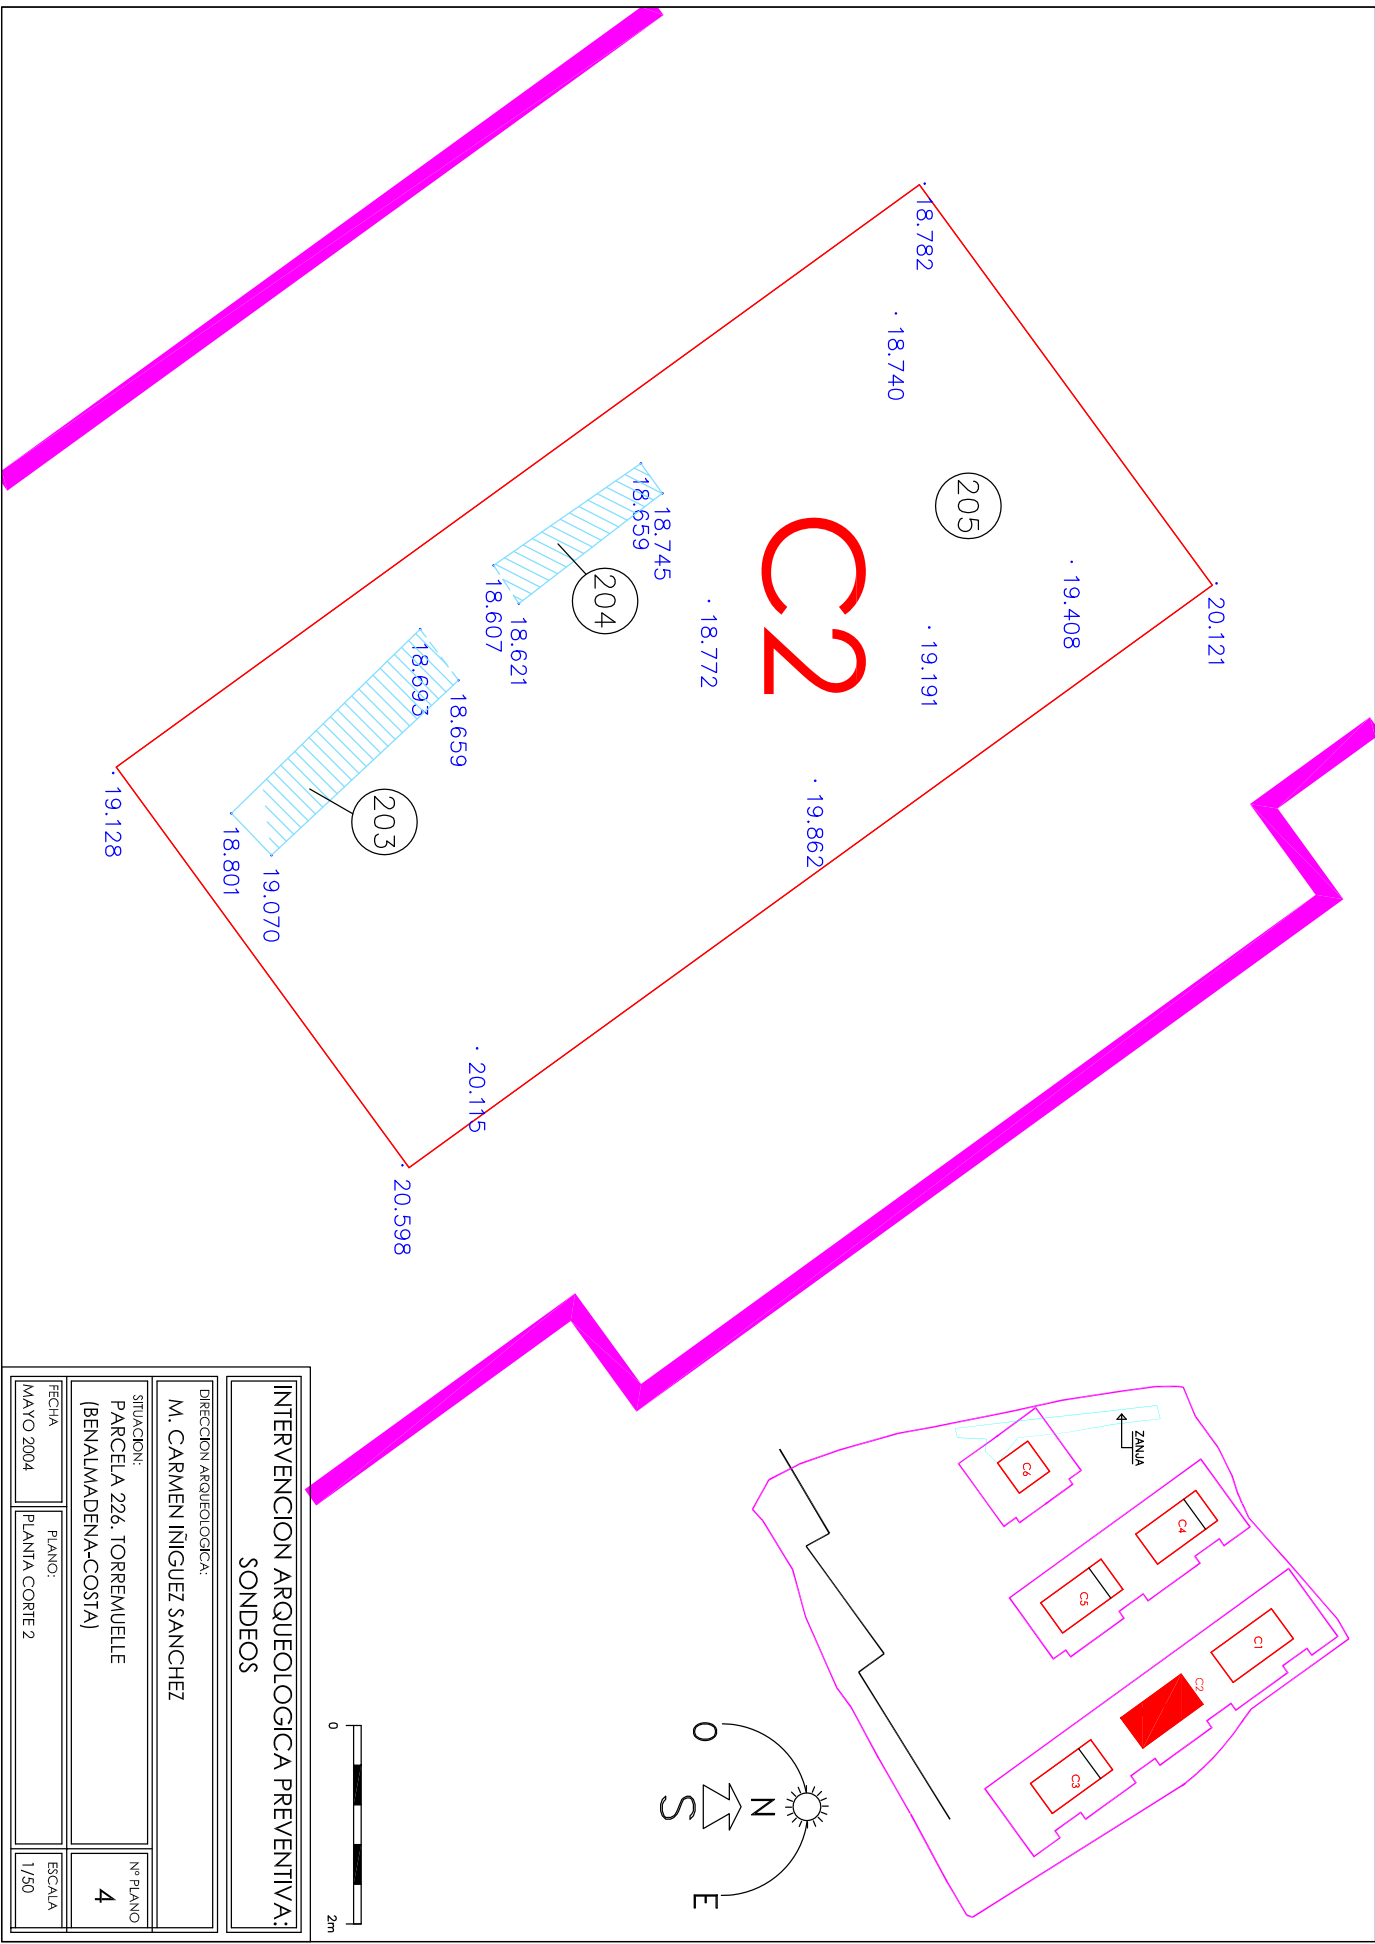 18.782
18.740
205
20.121
19.408
18.659
18.745
C2
204
18.772
19.191
18.607
18.621
18.693
18.659
19.862
203
19.128
18.801
19.070
20.115
20.598
ZANJA
C6
C4
C5
C1
C2
C3
O
N
S
E
0
2m
INTERVENCION ARQUEOLOGICA PREVENTIVA:
SONDEOS
DIRECCION ARQUEOLOGICA:
M. CARMEN IÑIGUEZ SANCHEZ
SITUACION:
PARCELA 226. TORREMUELLE
(BENALMADENA-COSTA)
Nº PLANO
4
FECHA
MAYO 2004
PLANO:
PLANTA CORTE 2
ESCALA
1/50